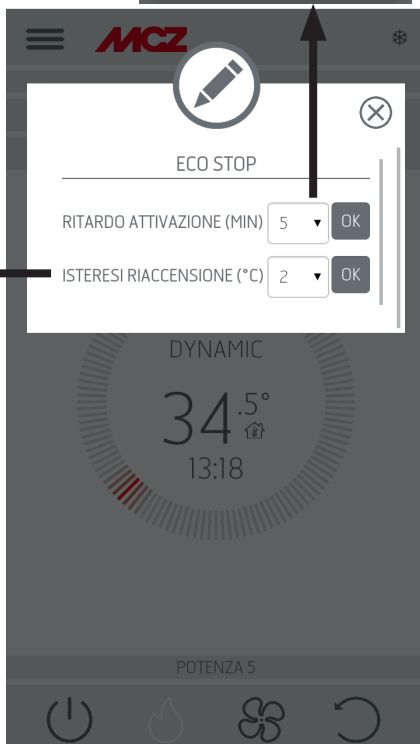 MCZ
ECO STOP
RITARDO ATTIVAZIONE (MIN) 5 OK
ISTERESI RIACCENSIONE (°C) 2 OK
DYNAMIC
34.5°
13:18
POTENZA 5